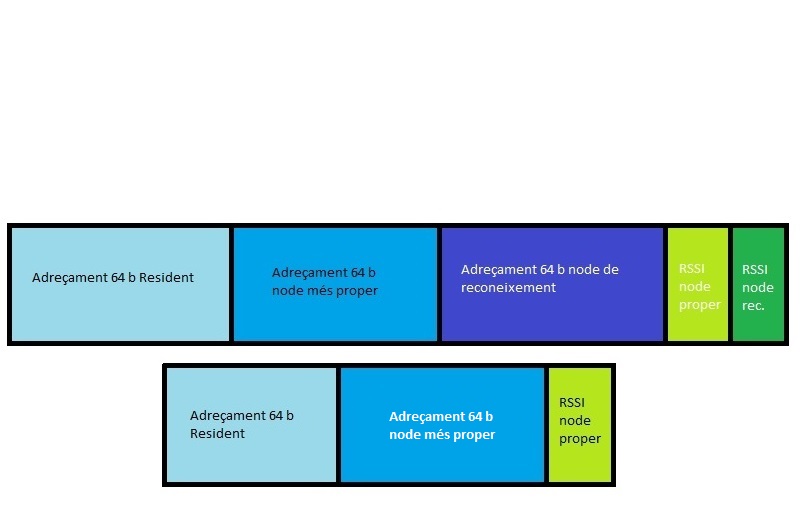 Adreçament 64 b Resident
Adreçament 64 b
node més proper
Adreçament 64 b node de
reconeixement
RSSI
node
proper
RSSI
node
rec.
Adreçament 64 b
Resident
Adreçament 64 b
node més proper
RSSI
node
proper